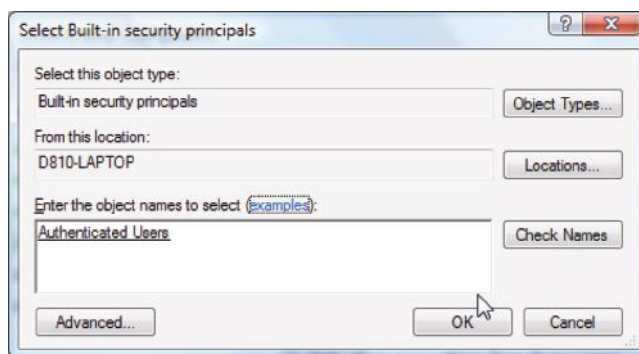 Select Built-in security principals
Select this object type:
Built-in security principals
Object Types...
From this location:
D810-LAPTOP
Locations...
Enter the object names to select (examples):
Authenticated Users
Check Names
Advanced...
OK
Cancel